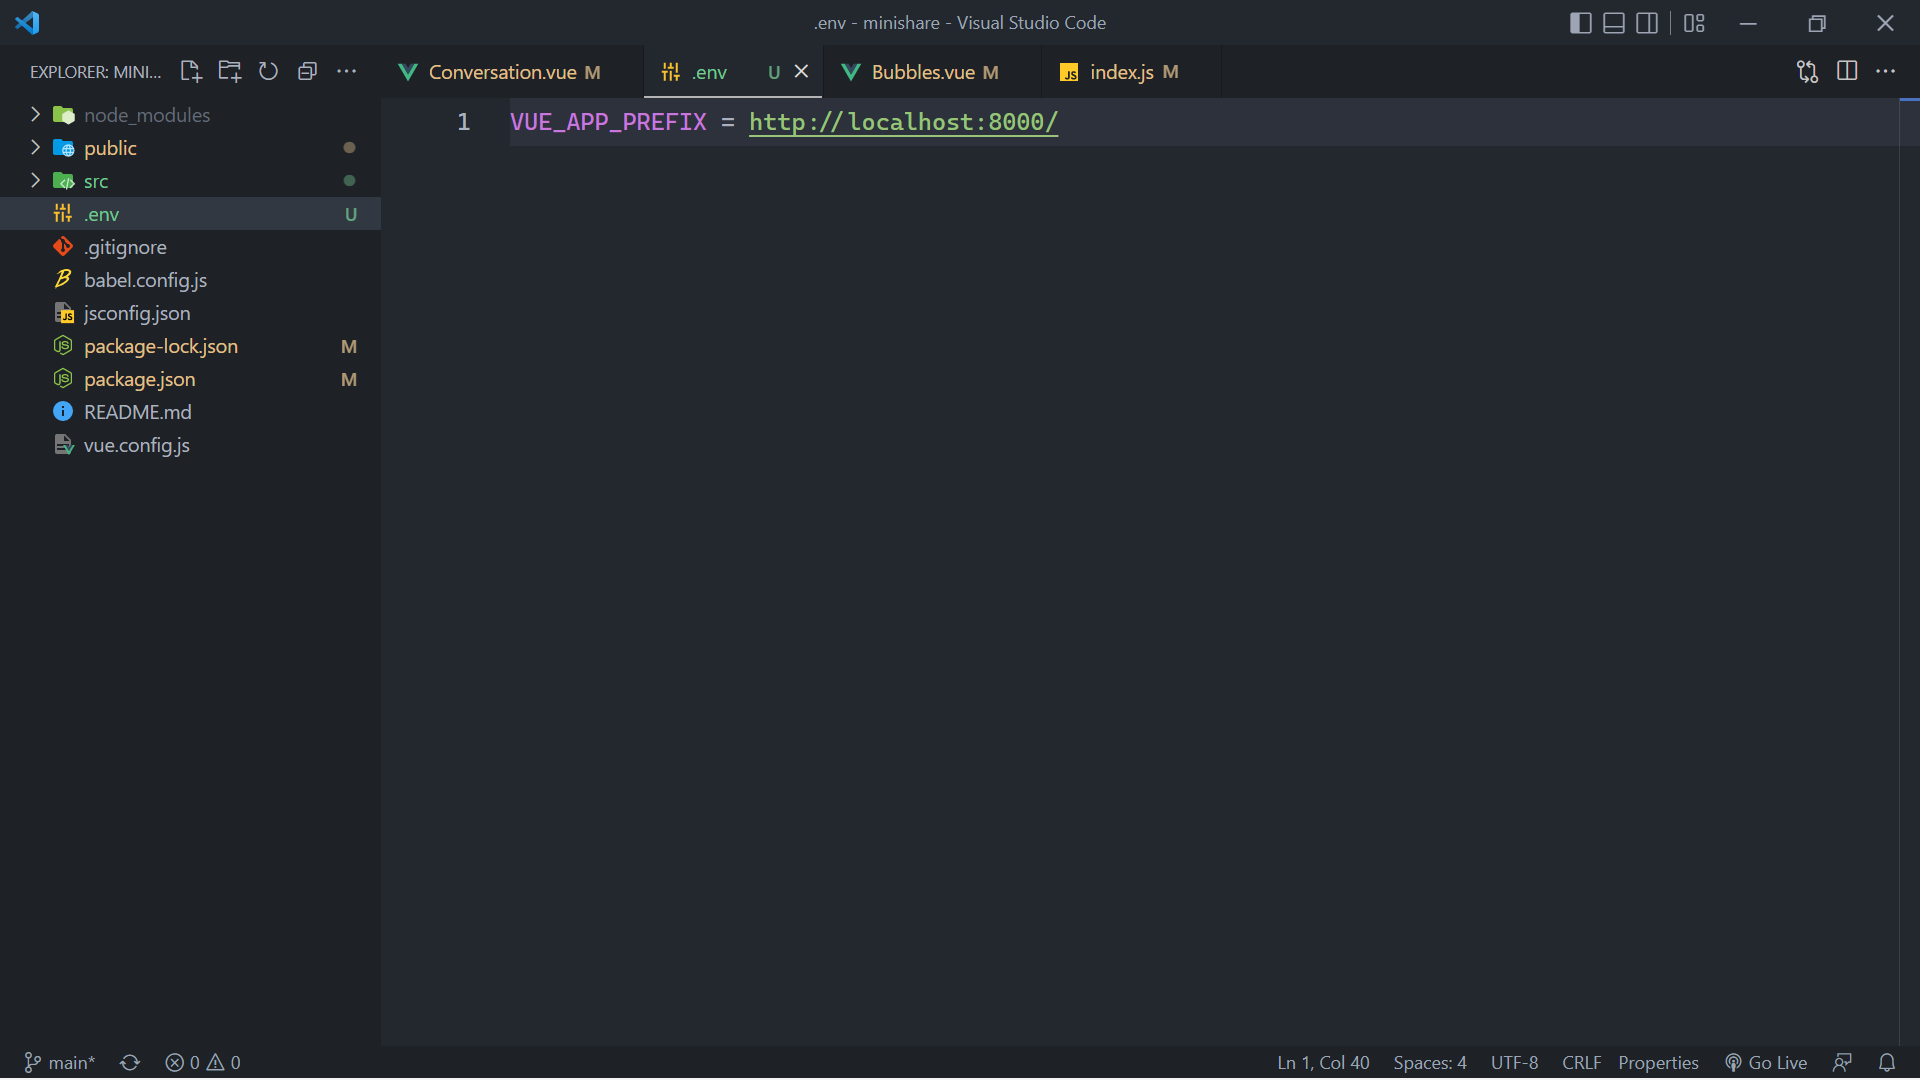 .env - minishare - Visual Studio Code
EXPLORER: MINI...
Conversation.vue M
.env U
Bubbles.vue M
JS index.js M
node_modules
public
src
.env U
.gitignore
babel.config.js
jsconfig.json
package-lock.json M
package.json M
README.md
vue.config.js
1 VUE_APP_PREFIX = http://localhost:8000/
main* 0 0
Ln 1, Col 40 Spaces: 4 UTF-8 CRLF Properties Go Live